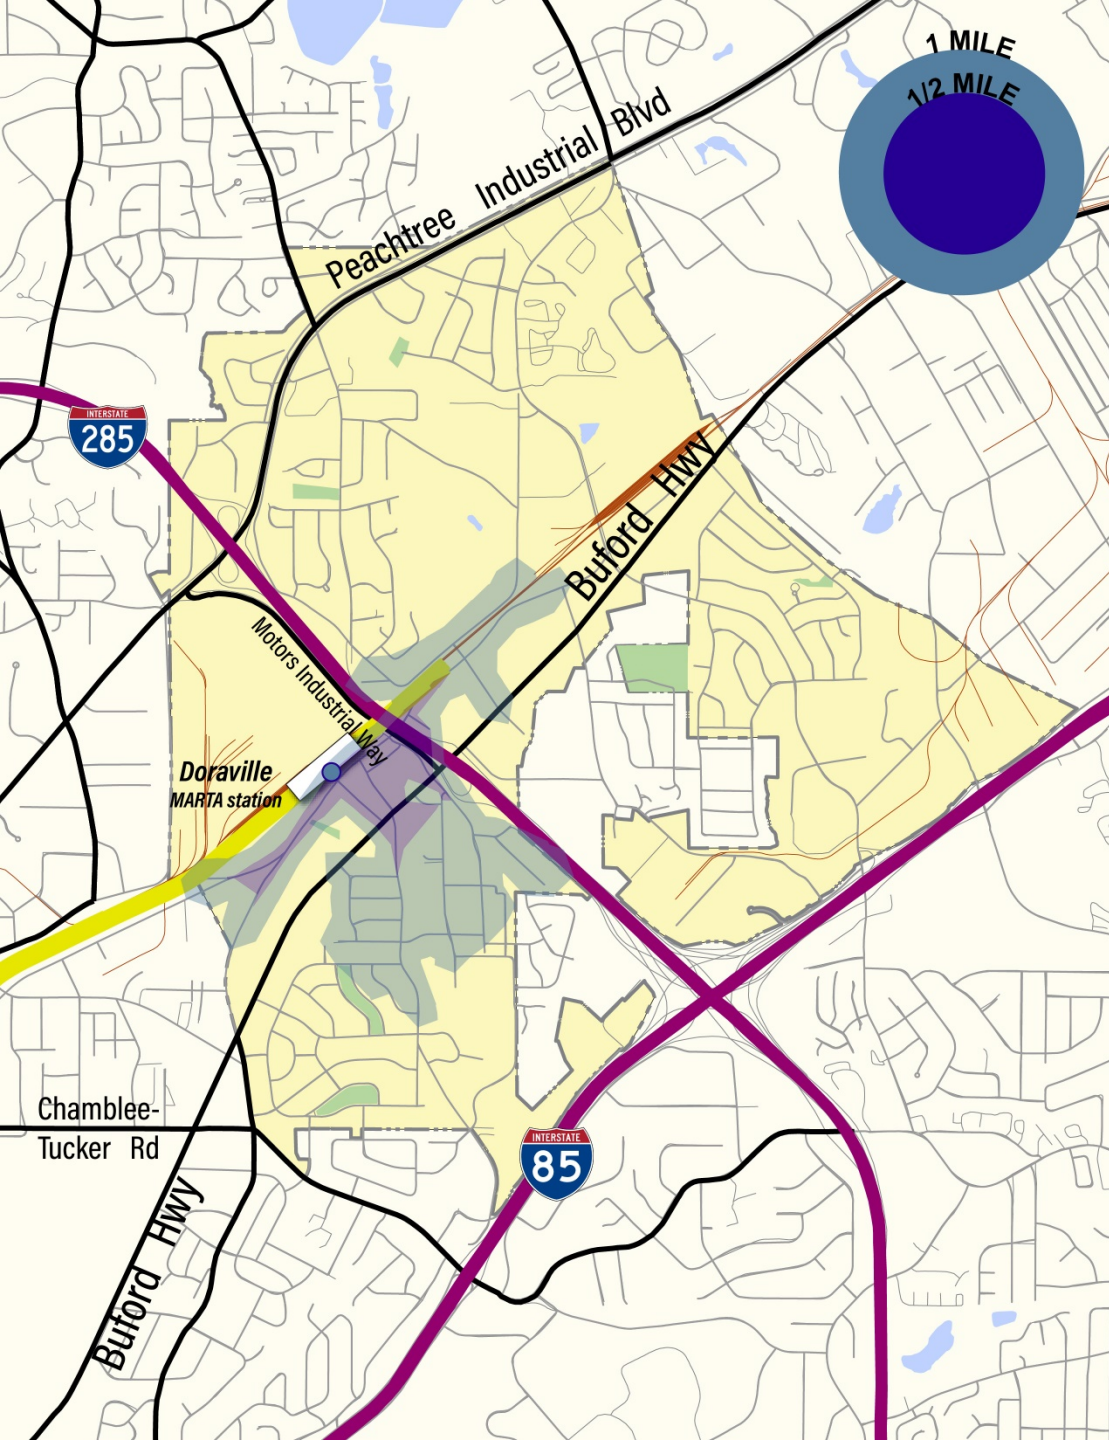 1 MILE
1/2 MILE
Peachtree Industrial Blvd
INTERSTATE
285
Buford Hwy
Motors Industrial Way
Doraville
MARTA station
Chamblee-
Tucker Rd
INTERSTATE
85
Buford Hwy